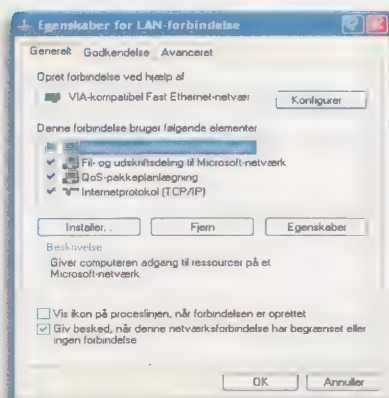 Egenskaber for LAN-forbindelse
Generelt Godkendelse Avanceret
Opret forbindelse ved hjælp af
VIA-kompatibel Fast Ethernet-netvær
Konfigurer
Denne forbindelse bruger følgende elementer
Fil- og udskriftsdeling til Microsoft-netværk
QoS-pakkeplanlægning
Internetprotokol (TCP/IP)
Installer... Fjern Egenskaber
Beskrivelse
Giver computeren adgang til ressourcer på et
Microsoft-netværk.
Vis ikon på proceslinjen, når forbindelsen er oprettet
Giv besked, når denne netværksforbindelse har begrænset eller
ingen forbindelse
OK Annuller